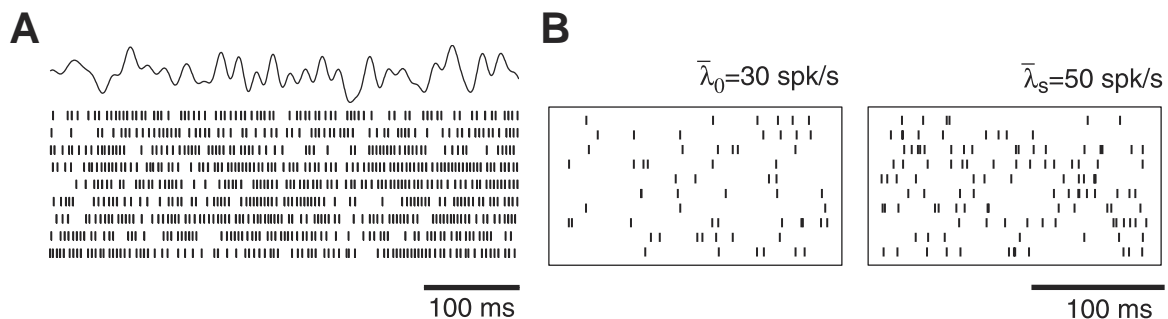 A
B
λ̅₀=30 spk/s
λ̅ₛ=50 spk/s
100 ms
100 ms